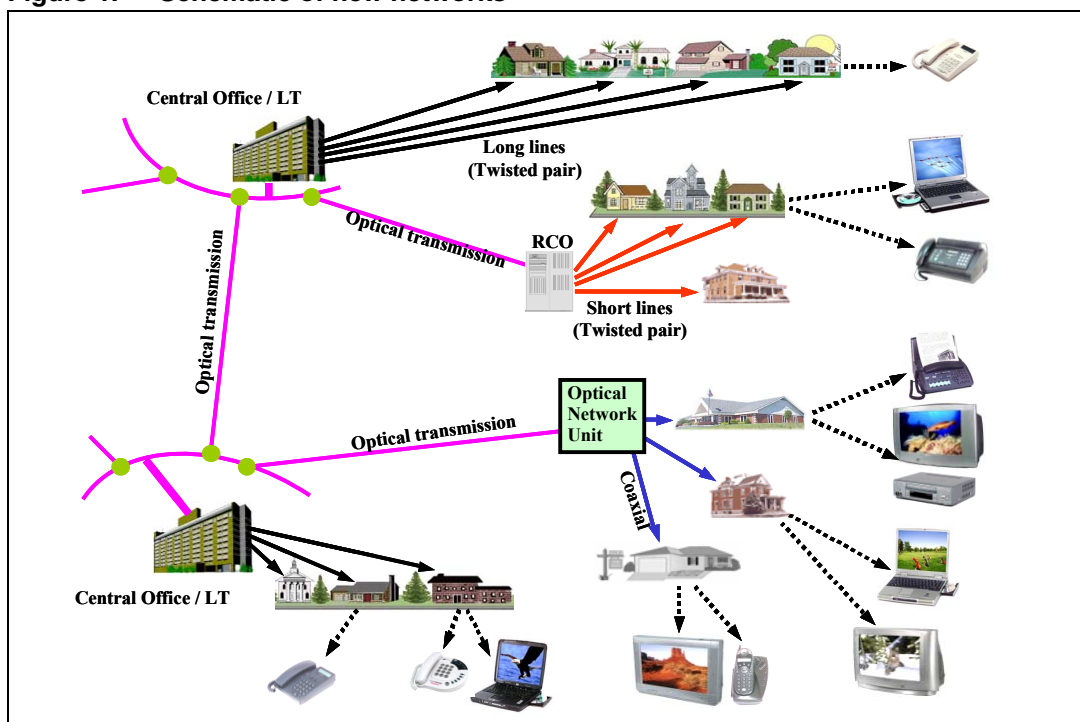 Figure Schematic of new networks
Central Office / LT
Long lines
(Twisted pair)
Optical transmission
RCO
Short lines
(Twisted pair)
Optical transmission
Optical transmission
Optical
Network
Unit
Coaxial
Central Office / LT